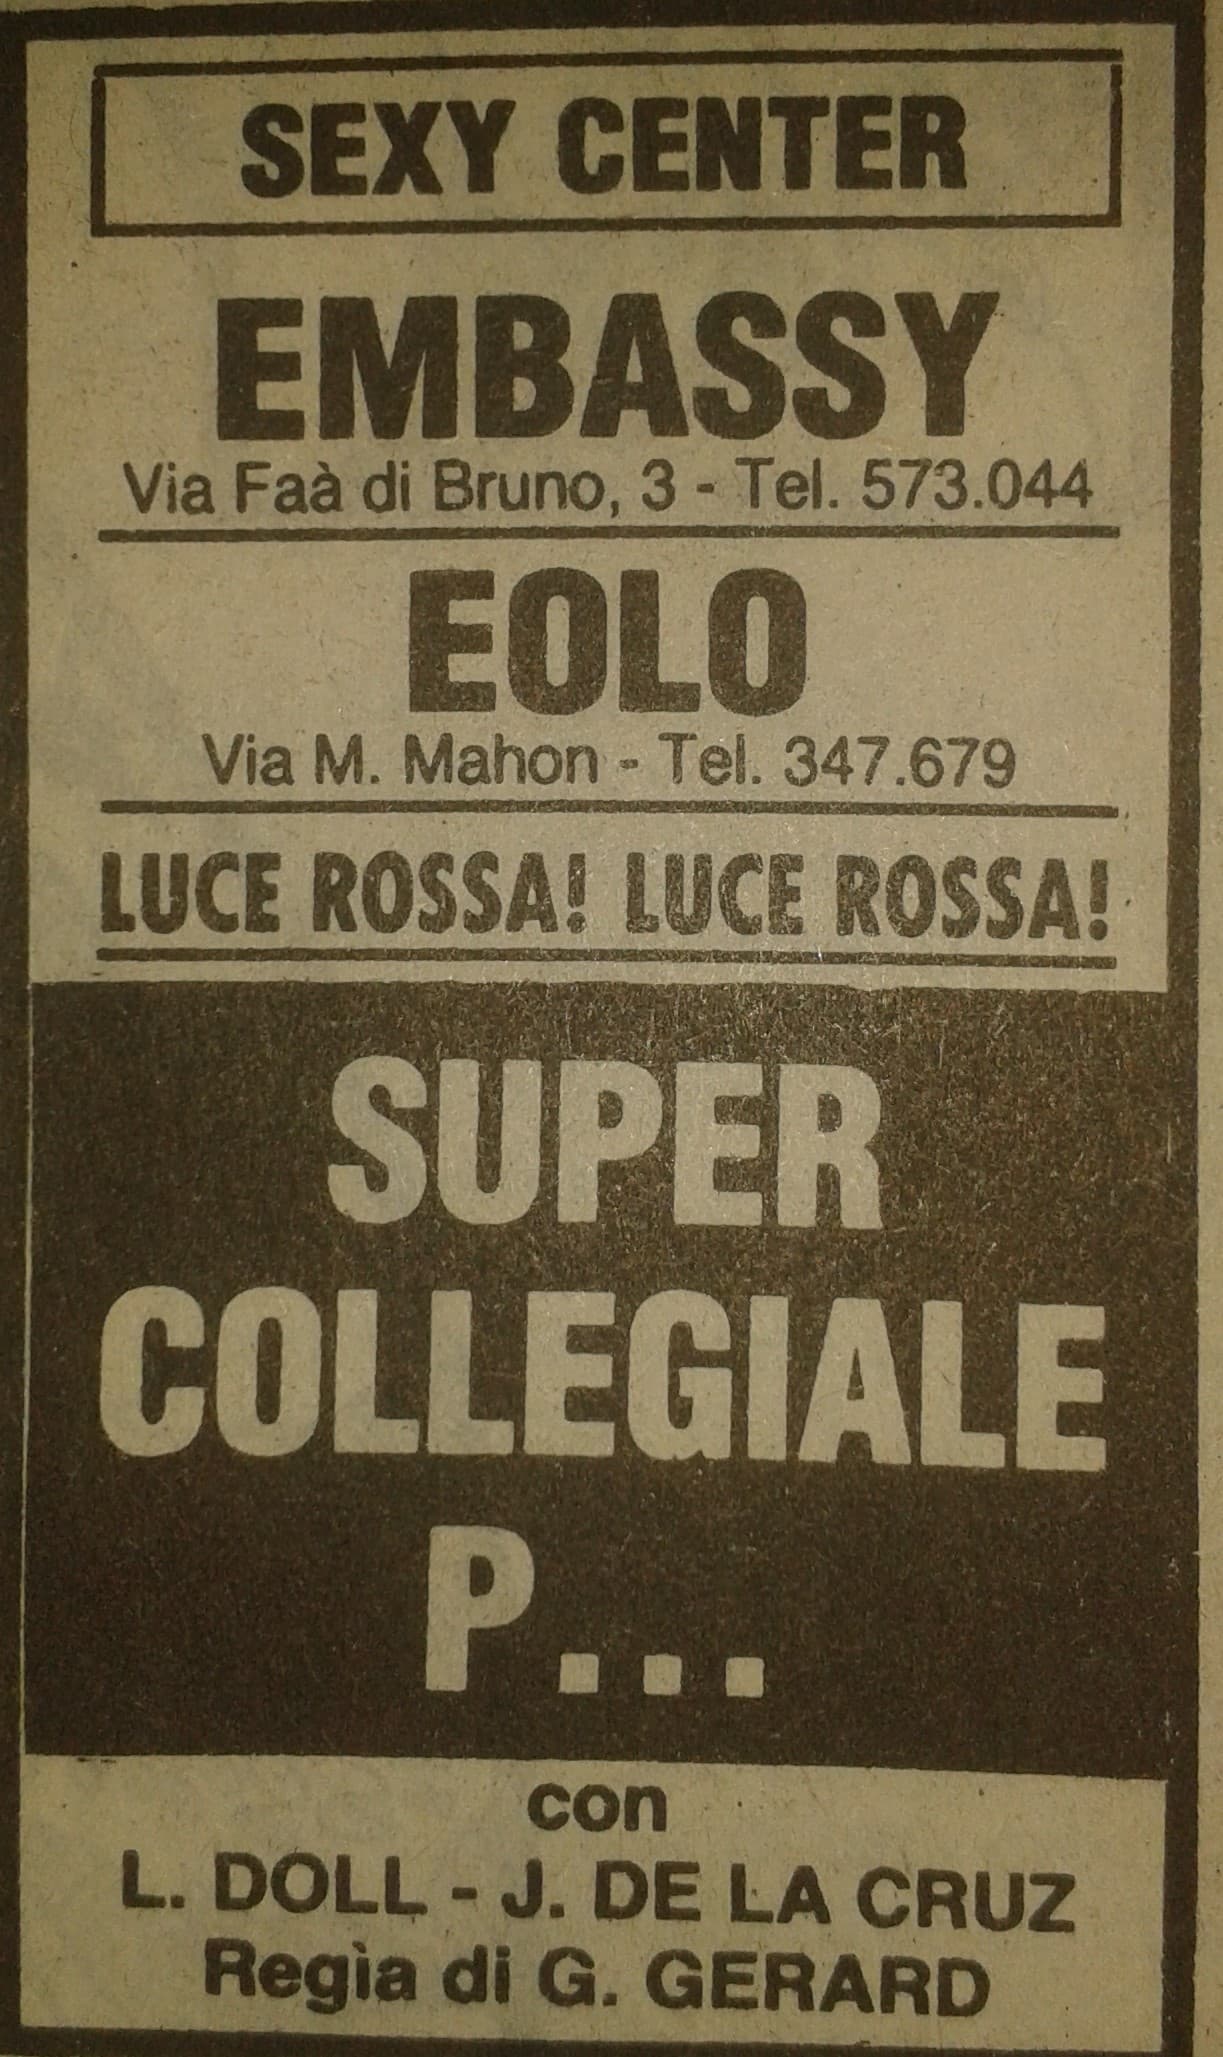 SEXY CENTER
EMBASSY
Via Faà di Bruno, 3 - Tel. 573.044
EOLO
Via M. Mahon - Tel. 347.679
LUCE ROSSA! LUCE ROSSA!
SUPER
COLLEGIALE
P...
con
L. DOLL - J. DE LA CRUZ
Regìa di G. GERARD